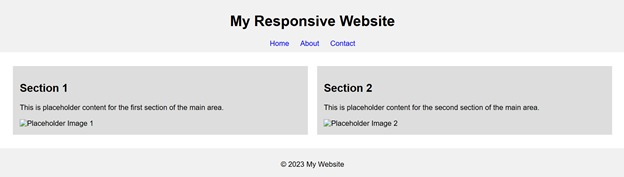 My Responsive Website
Home About Contact
Section 1
This is placeholder content for the first section of the main area.
Placeholder Image 1
Section 2
This is placeholder content for the second section of the main area.
Placeholder Image 2
© 2023 My Website